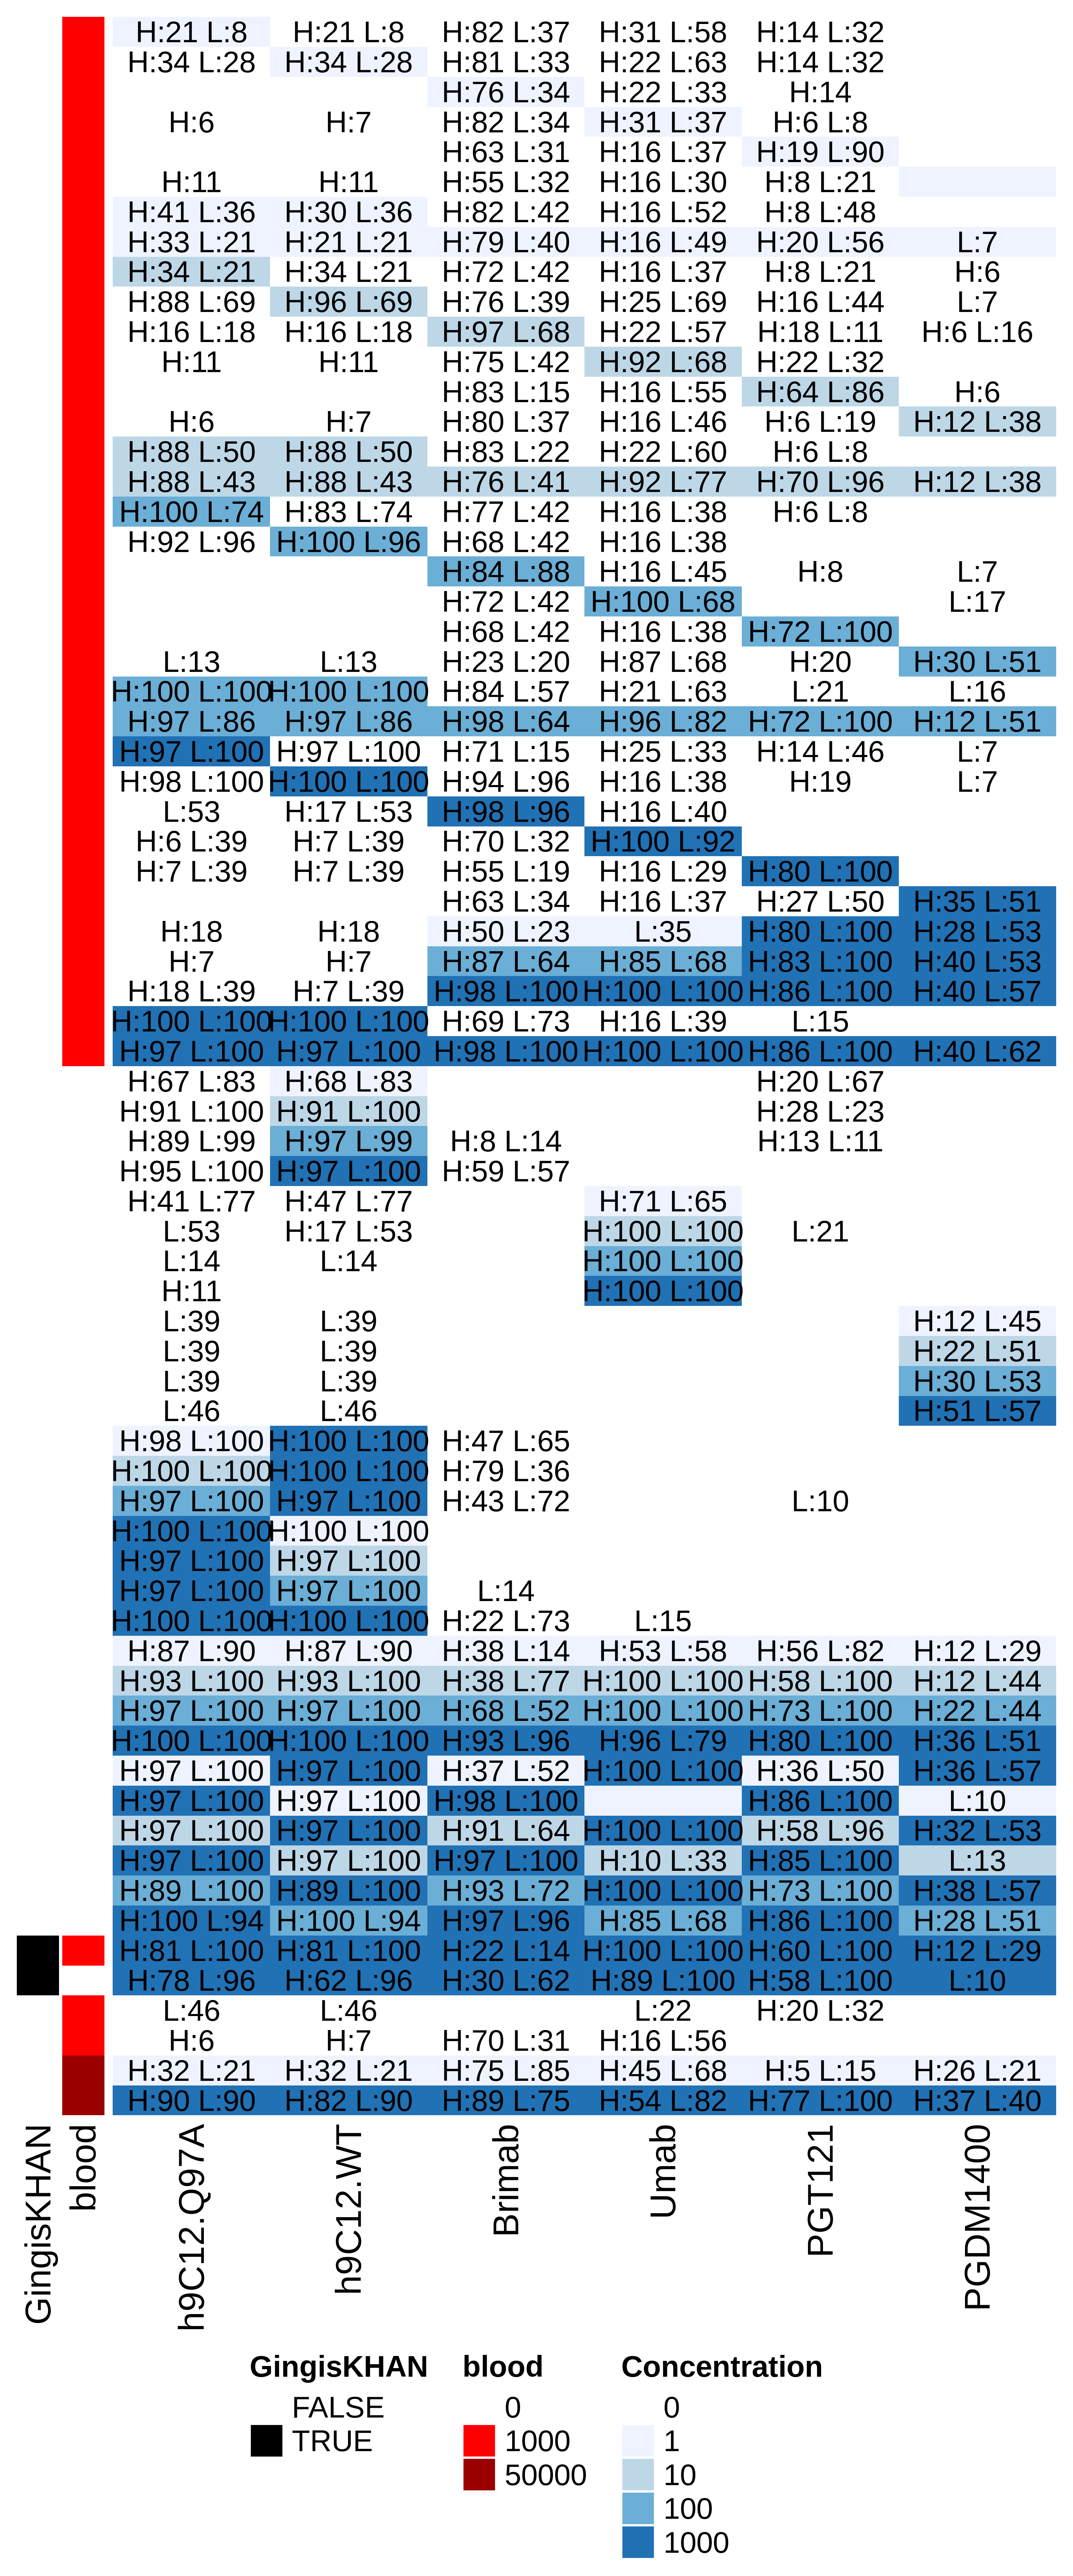 H:21 L:8 H:21 L:8 H:82 L:37 H:31 L:58 H:14 L:32
H:34 L:28 H:34 L:28 H:81 L:33 H:22 L:63 H:14 L:32
H:76 L:34 H:22 L:33 H:14
H:6 H:7 H:82 L:34 H:31 L:37 H:6 L:8
H:63 L:31 H:16 L:37 H:19 L:90
H:11 H:11 H:55 L:32 H:16 L:30 H:8 L:21
H:41 L:36 H:30 L:36 H:82 L:42 H:16 L:52 H:8 L:48
H:33 L:21 H:21 L:21 H:79 L:40 H:16 L:49 H:20 L:56 L:7
H:34 L:21 H:34 L:21 H:72 L:42 H:16 L:37 H:8 L:21 H:6
H:88 L:69 H:96 L:69 H:76 L:39 H:25 L:69 H:16 L:44 L:7
H:16 L:18 H:16 L:18 H:97 L:68 H:22 L:57 H:18 L:11 H:6 L:16
H:11 H:11 H:75 L:42 H:92 L:68 H:22 L:32
H:83 L:15 H:16 L:55 H:64 L:86 H:6
H:6 H:7 H:80 L:37 H:16 L:46 H:6 L:19 H:12 L:38
H:88 L:50 H:88 L:50 H:83 L:22 H:22 L:60 H:6 L:8
H:88 L:43 H:88 L:43 H:76 L:41 H:92 L:77 H:70 L:96 H:12 L:38
H:100 L:74 H:83 L:74 H:77 L:42 H:16 L:38 H:6 L:8
H:92 L:96 H:100 L:96 H:68 L:42 H:16 L:38
H:84 L:88 H:16 L:45 H:8 L:7
H:72 L:42 H:100 L:68 L:17
H:68 L:42 H:16 L:38 H:72 L:100
L:13 L:13 H:23 L:20 H:87 L:68 H:20 H:30 L:51
H:100 L:100 H:100 L:100 H:84 L:57 H:21 L:63 L:21 L:16
H:97 L:86 H:97 L:86 H:98 L:64 H:96 L:82 H:72 L:100 H:12 L:51
H:97 L:100 H:97 L:100 H:71 L:15 H:25 L:33 H:14 L:46 L:7
H:98 L:100 H:100 L:100 H:94 L:96 H:16 L:38 H:19 L:7
L:53 H:17 L:53 H:98 L:96 H:16 L:40
H:6 L:39 H:7 L:39 H:70 L:32 H:100 L:92
H:7 L:39 H:7 L:39 H:55 L:19 H:16 L:29 H:80 L:100
H:63 L:34 H:16 L:37 H:27 L:50 H:35 L:51
H:18 H:18 H:50 L:23 L:35 H:80 L:100 H:28 L:53
H:7 H:7 H:87 L:64 H:85 L:68 H:83 L:100 H:40 L:53
H:18 L:39 H:7 L:39 H:98 L:100 H:100 L:100 H:86 L:100 H:40 L:57
H:100 L:100 H:100 L:100 H:69 L:73 H:16 L:39 L:15
H:97 L:100 H:97 L:100 H:98 L:100 H:100 L:100 H:86 L:100 H:40 L:62
H:67 L:83 H:68 L:83 H:20 L:67
H:91 L:100 H:91 L:100 H:28 L:23
H:89 L:99 H:97 L:99 H:8 L:14 H:13 L:11
H:95 L:100 H:97 L:100 H:59 L:57
H:41 L:77 H:47 L:77 H:71 L:65
L:53 H:17 L:53 H:100 L:100 L:21
L:14 L:14 H:100 L:100
H:11 H:100 L:100
L:39 L:39 H:12 L:45
L:39 L:39 H:22 L:51
L:39 L:39 H:30 L:53
L:46 L:46 H:51 L:57
H:98 L:100 H:100 L:100 H:47 L:65
H:100 L:100 H:100 L:100 H:79 L:36
H:97 L:100 H:97 L:100 H:43 L:72 L:10
H:100 L:100 H:100 L:100
H:97 L:100 H:97 L:100
H:97 L:100 H:97 L:100 L:14
H:100 L:100 H:100 L:100 H:22 L:73 L:15
H:87 L:90 H:87 L:90 H:38 L:14 H:53 L:58 H:56 L:82 H:12 L:29
H:93 L:100 H:93 L:100 H:38 L:77 H:100 L:100 H:58 L:100 H:12 L:44
H:97 L:100 H:97 L:100 H:68 L:52 H:100 L:100 H:73 L:100 H:22 L:44
H:100 L:100 H:100 L:100 H:93 L:96 H:96 L:79 H:80 L:100 H:36 L:51
H:97 L:100 H:97 L:100 H:37 L:52 H:100 L:100 H:36 L:50 H:36 L:57
H:97 L:100 H:97 L:100 H:98 L:100 H:86 L:100 L:10
H:97 L:100 H:97 L:100 H:91 L:64 H:100 L:100 H:58 L:96 H:32 L:53
H:97 L:100 H:97 L:100 H:97 L:100 H:10 L:33 H:85 L:100 L:13
H:89 L:100 H:89 L:100 H:93 L:72 H:100 L:100 H:73 L:100 H:38 L:57
H:100 L:94 H:100 L:94 H:97 L:96 H:85 L:68 H:86 L:100 H:28 L:51
H:81 L:100 H:81 L:100 H:22 L:14 H:100 L:100 H:60 L:100 H:12 L:29
H:78 L:96 H:62 L:96 H:30 L:62 H:89 L:100 H:58 L:100 L:10
L:46 L:46 L:22 H:20 L:32
H:6 H:7 H:70 L:31 H:16 L:56
H:32 L:21 H:32 L:21 H:75 L:85 H:45 L:68 H:5 L:15 H:26 L:21
H:90 L:90 H:82 L:90 H:89 L:75 H:54 L:82 H:77 L:100 H:37 L:40
GingisKHAN
blood
h9C12.Q97A
h9C12.WT
Brimab
Umab
PGT121
PGDM1400
GingisKHAN blood Concentration
FALSE 0 0
TRUE 1000 1
50000 10
100
1000